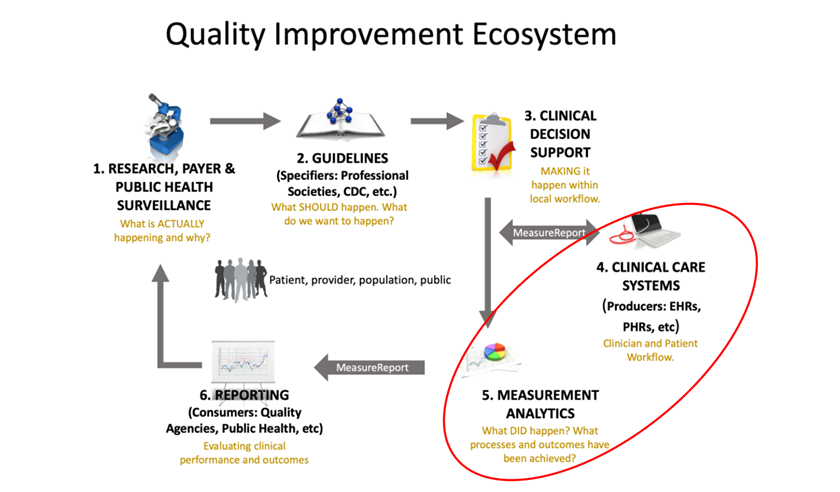 Quality Improvement Ecosystem
1. RESEARCH, PAYER &
PUBLIC HEALTH
SURVEILLANCE
What is ACTUALLY
happening and why?
2. GUIDELINES
(Specifiers: Professional
Societies, CDC, etc.)
What SHOULD happen. What
do we want to happen?
3. CLINICAL
DECISION
SUPPORT
MAKING it
happen within
local workflow.
MeasureReport
4. CLINICAL CARE
SYSTEMS
(Producers: EHRs,
PHRs, etc)
Clinician and Patient
Workflow.
Patient, provider, population, public
5. MEASUREMENT
ANALYTICS
What DID happen? What
processes and outcomes have
been achieved?
MeasureReport
6. REPORTING
(Consumers: Quality
Agencies, Public Health, etc)
Evaluating clinical
performance and outcomes